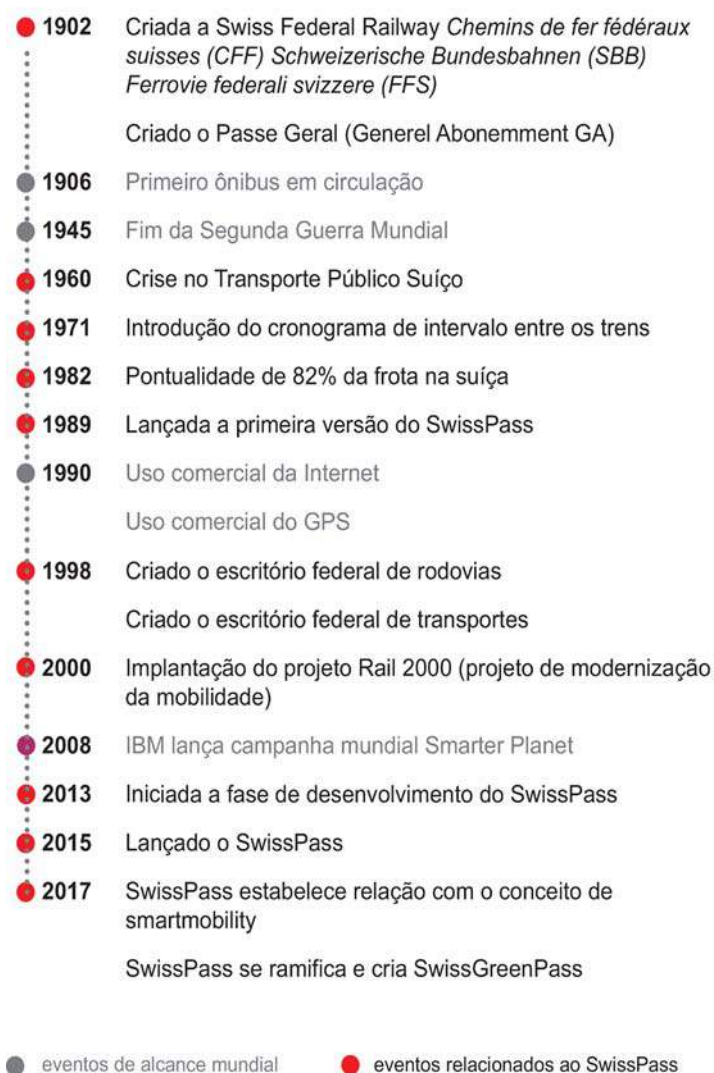 1902 Criada a Swiss Federal Railway Chemins de fer fédéraux
suisses (CFF) Schweizerische Bundesbahnen (SBB)
Ferrovie federali svizzere (FFS)
Criado o Passe Geral (Generel Abonemment GA)
1906 Primeiro ônibus em circulação
1945 Fim da Segunda Guerra Mundial
1960 Crise no Transporte Público Suíço
1971 Introdução do cronograma de intervalo entre os trens
1982 Pontualidade de 82% da frota na suíça
1989 Lançada a primeira versão do SwissPass
1990 Uso comercial da Internet
Uso comercial do GPS
1998 Criado o escritório federal de rodovias
Criado o escritório federal de transportes
2000 Implantação do projeto Rail 2000 (projeto de modernização
da mobilidade)
2008 IBM lança campanha mundial Smarter Planet
2013 Iniciada a fase de desenvolvimento do SwissPass
2015 Lançado o SwissPass
2017 SwissPass estabelece relação com o conceito de
smartmobility
SwissPass se ramifica e cria SwissGreenPass
eventos de alcance mundial eventos relacionados ao SwissPass